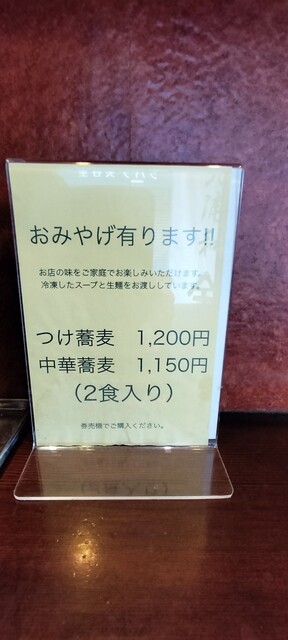 おみやげ有ります!!
お店の味をご家庭でお楽しみいただけます。
冷凍したスープと生麺をお渡ししています。
つけ蕎麦 1,200円
中華蕎麦 1,150円
(2食入り)
券売機でご購入ください。